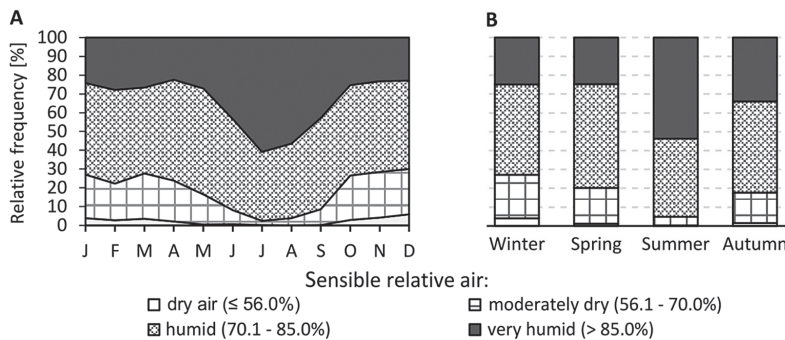 A
B
Relative frequency [%]
100
90
80
70
60
50
40
30
20
10
0
J F M A M J J A S O N D
Winter Spring Summer Autumn
Sensible relative air:
dry air (≤ 56.0%) moderately dry (56.1 - 70.0%)
humid (70.1 - 85.0%) very humid (> 85.0%)